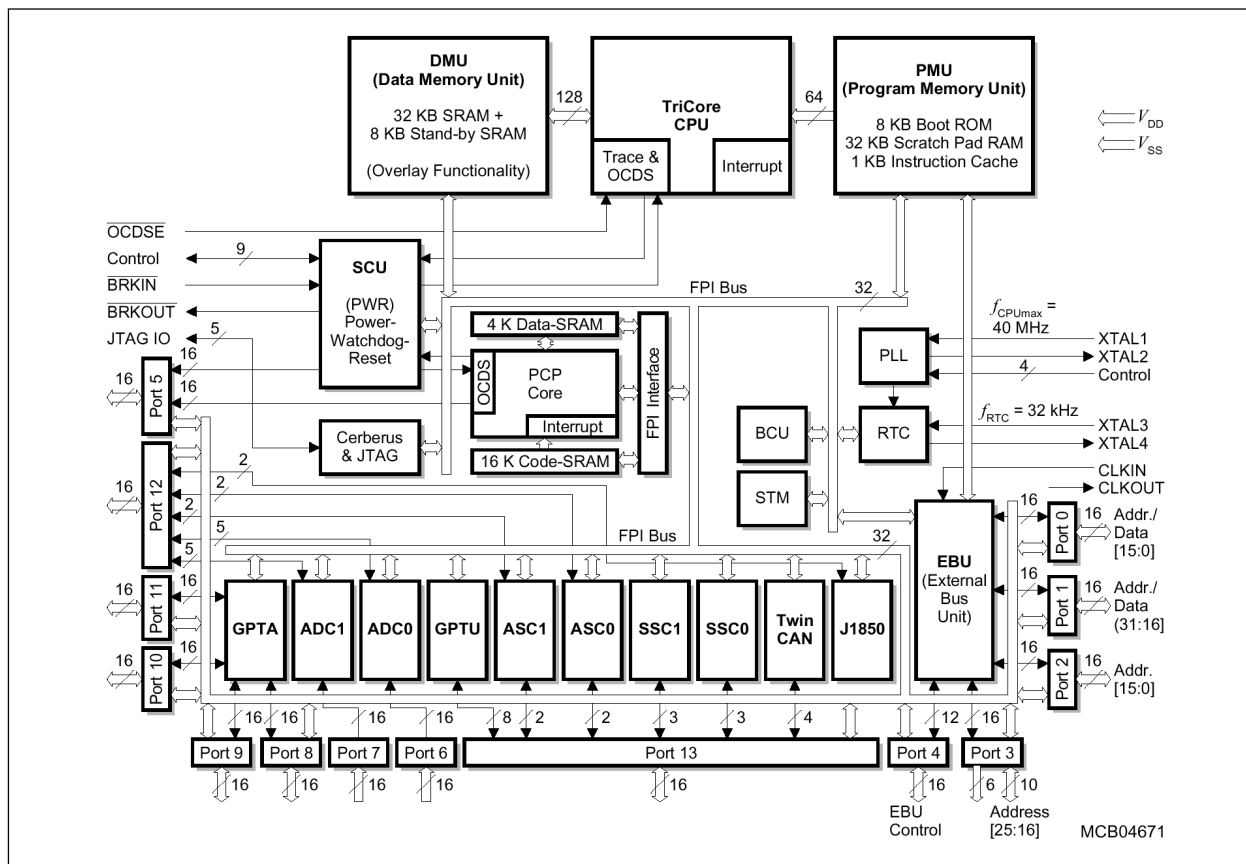 DMU
(Data Memory Unit)
32 KB SRAM +
8 KB Stand-by SRAM
(Overlay Functionality)
128
TriCore
CPU
Trace &
OCDS
Interrupt
64
PMU
(Program Memory Unit)
8 KB Boot ROM
32 KB Scratch Pad RAM
1 KB Instruction Cache
VDD
VSS
OCDSE
Control
9
BRKIN
BRKOUT
JTAG IO
5
SCU
(PWR)
Power-
Watchdog-
Reset
FPI Bus
32
4 K Data-SRAM
OCDS
PCP
Core
Interrupt
16 K Code-SRAM
FPI Interface
Cerberus
& JTAG
fCPUmax =
40 MHz
PLL
XTAL1
XTAL2
4
Control
fRTC = 32 kHz
RTC
XTAL3
XTAL4
CLKIN
CLKOUT
BCU
STM
16
Port 5
16
16
16
Port 12
2
2
2
5
5
16
Port 11
16
16
Port 10
16
FPI Bus
32
GPTA
ADC1
ADC0
GPTU
ASC1
ASC0
SSC1
SSC0
Twin
CAN
J1850
EBU
(External
Bus
Unit)
16
Port 0
16
Addr./
Data
[15:0]
16
Port 1
16
Addr./
Data
(31:16]
16
Port 2
16
Addr.
[15:0]
16
16
16
16
8
2
2
3
3
4
12
16
Port 9
Port 8
Port 7
Port 6
Port 13
Port 4
Port 3
16
16
16
16
16
16
6
10
EBU
Control
Address
[25:16]
MCB04671